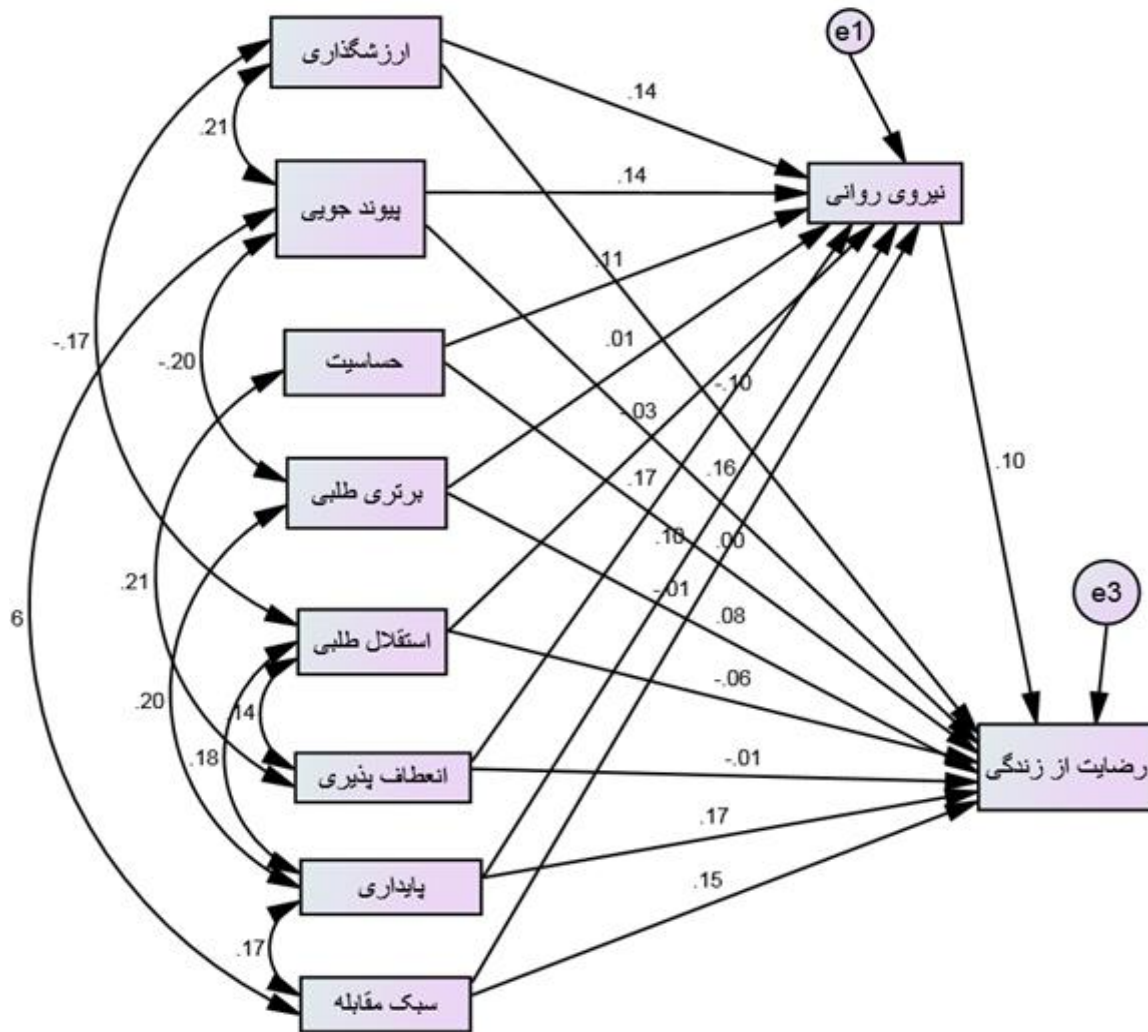 e1
ارزشگذاری
.14
.21
پیوند جویی
.14
نیروی روانی
.11
حساسیت
-.17
-.20
.01
-.10
-.03
برتری طلبی
.17
.16
.10
.10
.00
.21
-.01
.08
e3
استقلال طلبی
6
-.06
.20
14
.18
انعطاف پذیری
-.01
رضایت از زندگی
.17
پایداری
.15
.17
سبک مقابله